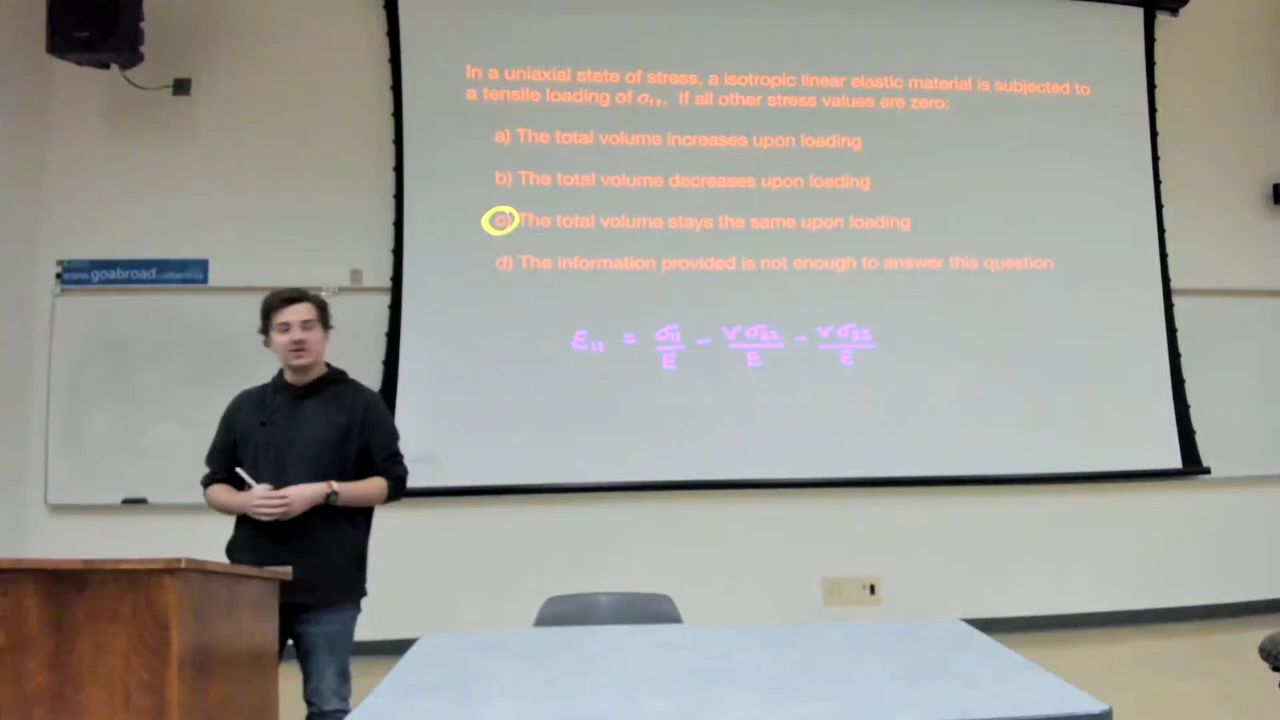 In a uniaxial state of stress, a isotropic linear elastic material is subjected to
a tensile loading of σ₁₁. If all other stress values are zero:
a) The total volume increases upon loading
b) The total volume decreases upon loading
c) The total volume stays the same upon loading
d) The information provided is not enough to answer this question
goabroad
ε₁₁ = σ₁₁/E - νσ₂₂/E - νσ₃₃/E